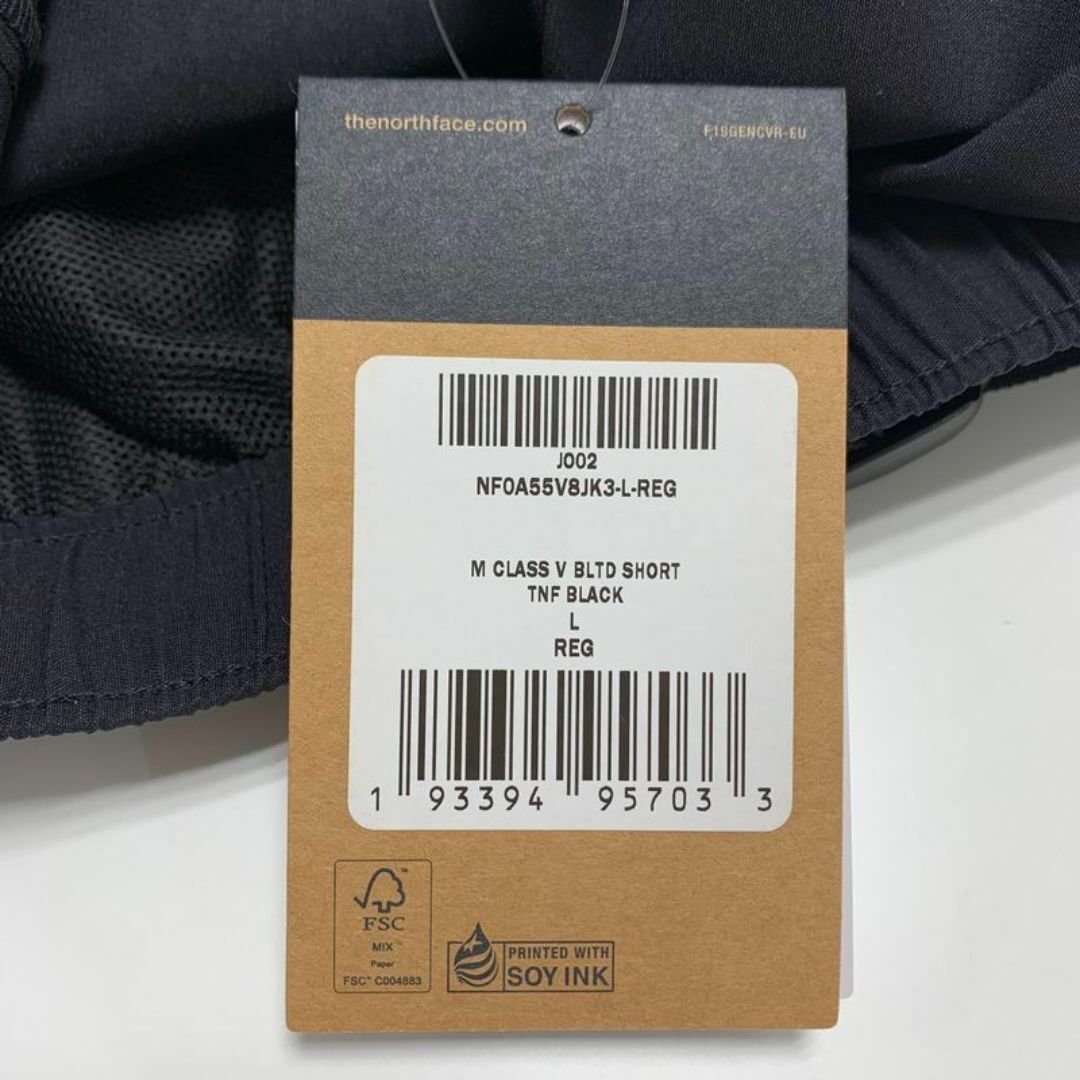 thenorthface.com
F19GENCVR-EU
J002
NF0A55V8JK3-L-REG
M CLASS V BLTD SHORT
TNF BLACK
L
REG
1 93394 95703 3
FSC
MIX
Paper
FSC™ C004883
PRINTED WITH
SOY INK